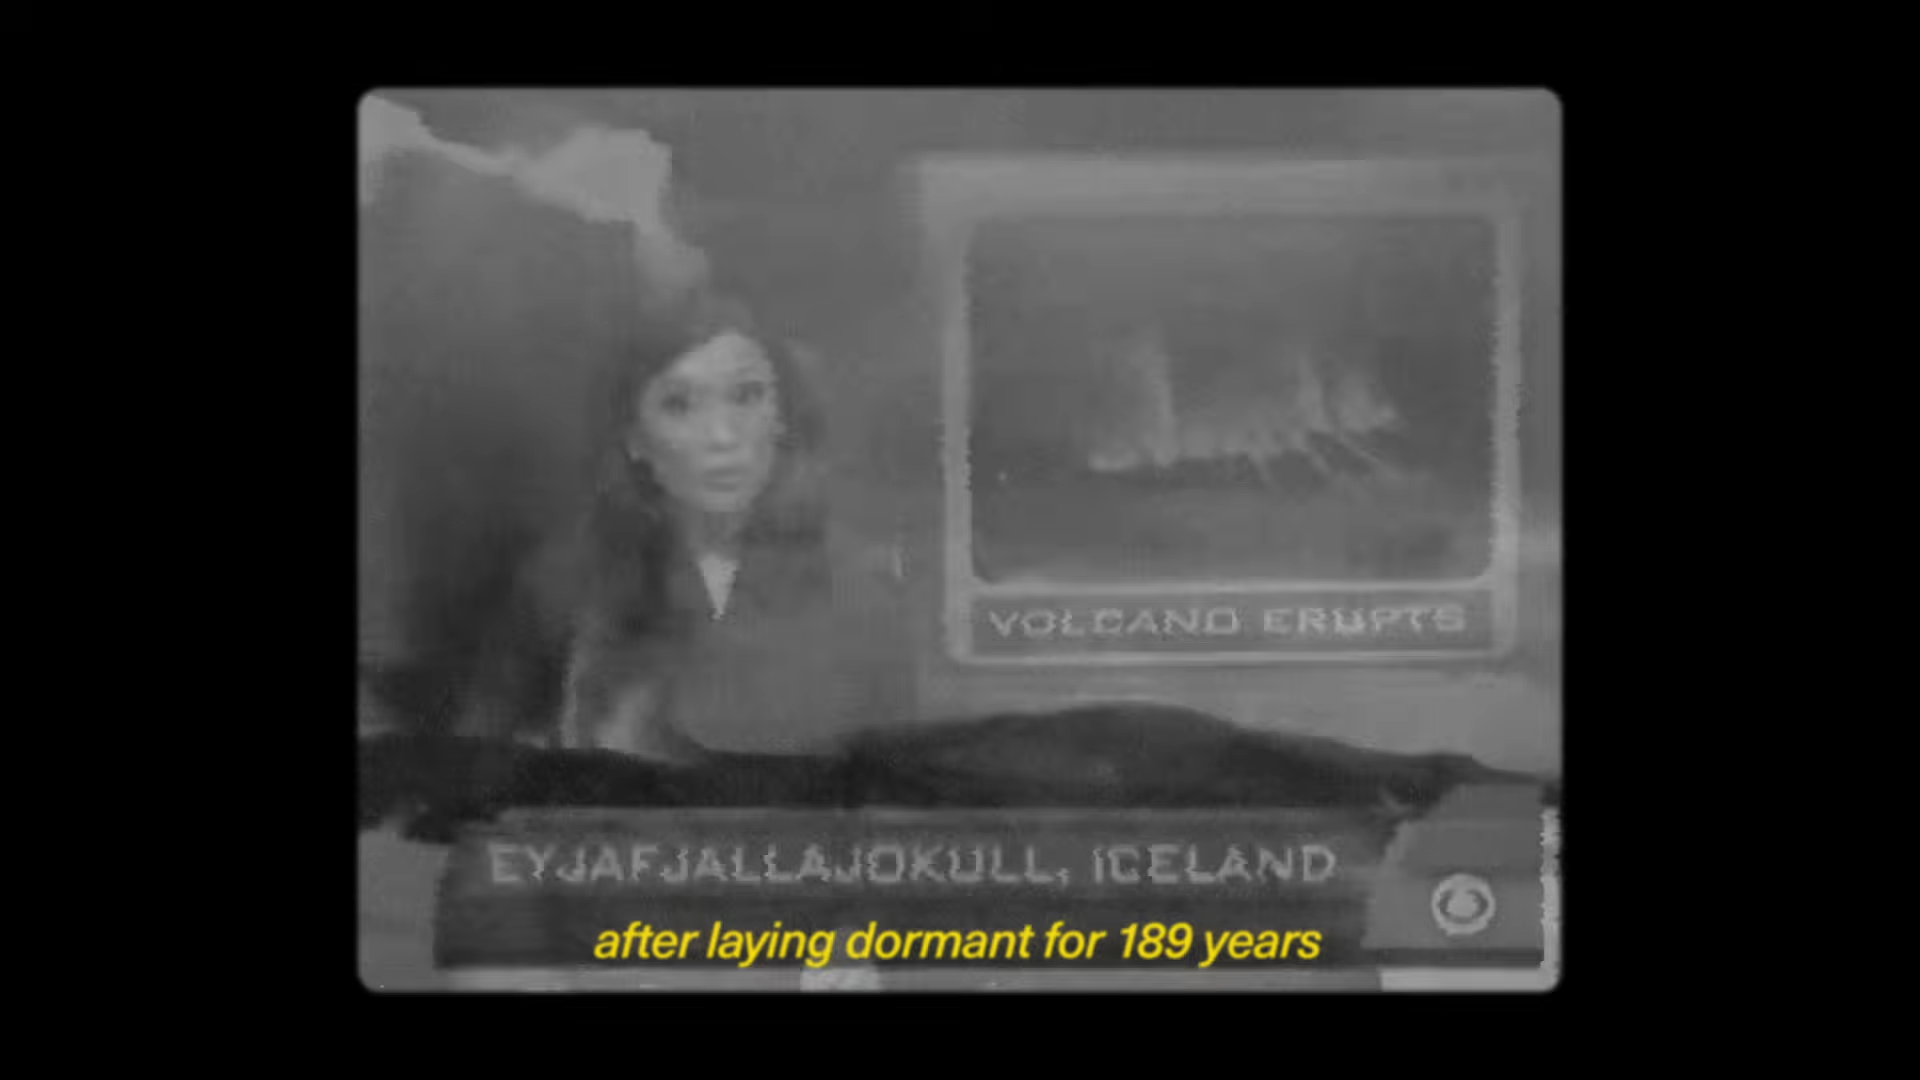 VOLCANO ERUPTS
EYJAFJALLAJOKULL, ICELAND
after laying dormant for 189 years